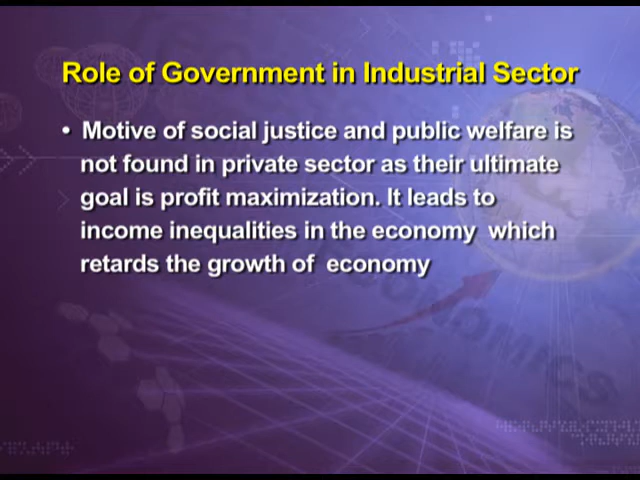 Role of Government in Industrial Sector
• Motive of social justice and public welfare is
not found in private sector as their ultimate
goal is profit maximization. It leads to
income inequalities in the economy which
retards the growth of economy
ECONOMICS